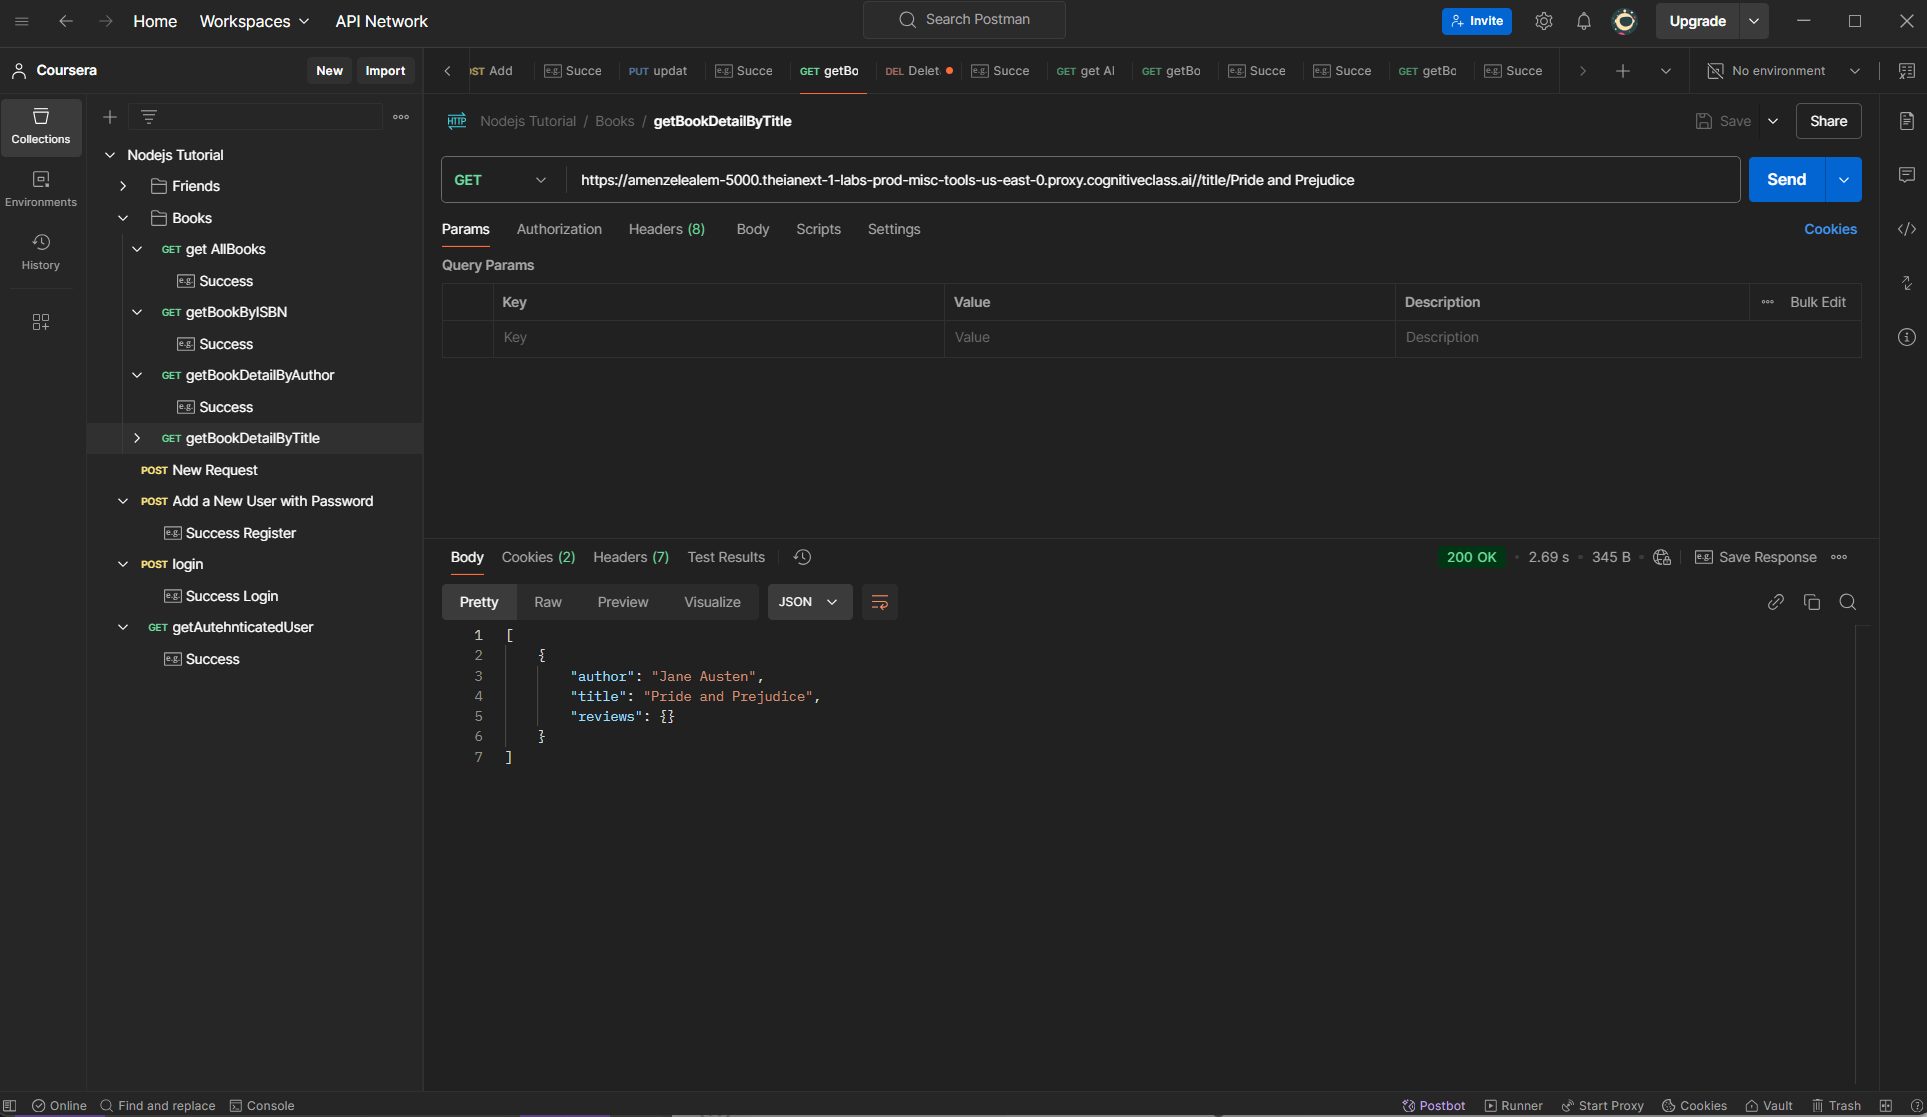 Home Workspaces API Network Search Postman Invite Upgrade
Coursera New Import
ST Add
e.g. Succe
PUT updat
e.g. Succe
GET getBo
DEL Delet
e.g. Succe
GET get Al
GET getBo
e.g. Succe
e.g. Succe
GET getBo
e.g. Succe
No environment
Collections
Environments
History
Nodejs Tutorial
Friends
Books
GET get AllBooks
e.g. Success
GET getBookByISBN
e.g. Success
GET getBookDetailByAuthor
e.g. Success
GET getBookDetailByTitle
POST New Request
POST Add a New User with Password
e.g. Success Register
POST login
e.g. Success Login
GET getAutehnticatedUser
e.g. Success
HTTP Nodejs Tutorial / Books / getBookDetailByTitle Save Share
GET https://amenzelealem-5000.theianext-1-labs-prod-misc-tools-us-east-0.proxy.cognitiveclass.ai//title/Pride and Prejudice Send
Params Authorization Headers (8) Body Scripts Settings Cookies
Query Params
Key Value Description Bulk Edit
Key Value Description
Body Cookies (2) Headers (7) Test Results 200 OK 2.69 s 345 B e.g. Save Response
Pretty Raw Preview Visualize JSON
1 [
2 {
3 "author": "Jane Austen",
4 "title": "Pride and Prejudice",
5 "reviews": {}
6 }
7 ]
Online Find and replace Console Postbot Runner Start Proxy Cookies Vault Trash